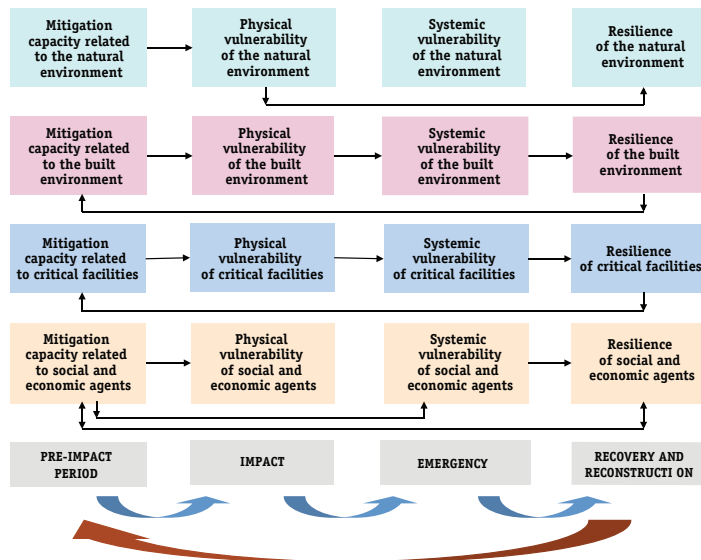 Mitigation
capacity related
to the natural
environment
Physical
vulnerability
of the natural
environment
Systemic
vulnerability
of the natural
environment
Resilience
of the natural
environment
Mitigation
capacity related
to the built
environment
Physical
vulnerability
of the built
environment
Systemic
vulnerability
of the built
environment
Resilience
of the built
environment
Mitigation
capacity related
to critical facilities
Physical
vulnerability
of critical facilities
Systemic
vulnerability
of critical facilities
Resilience
of critical facilities
Mitigation
capacity related
to social and
economic agents
Physical
vulnerability
of social and
economic agents
Systemic
vulnerability
of social and
economic agents
Resilience
of social and
economic agents
PRE-IMPACT
PERIOD
IMPACT
EMERGENCY
RECOVERY AND
RECONSTRUCTI ON